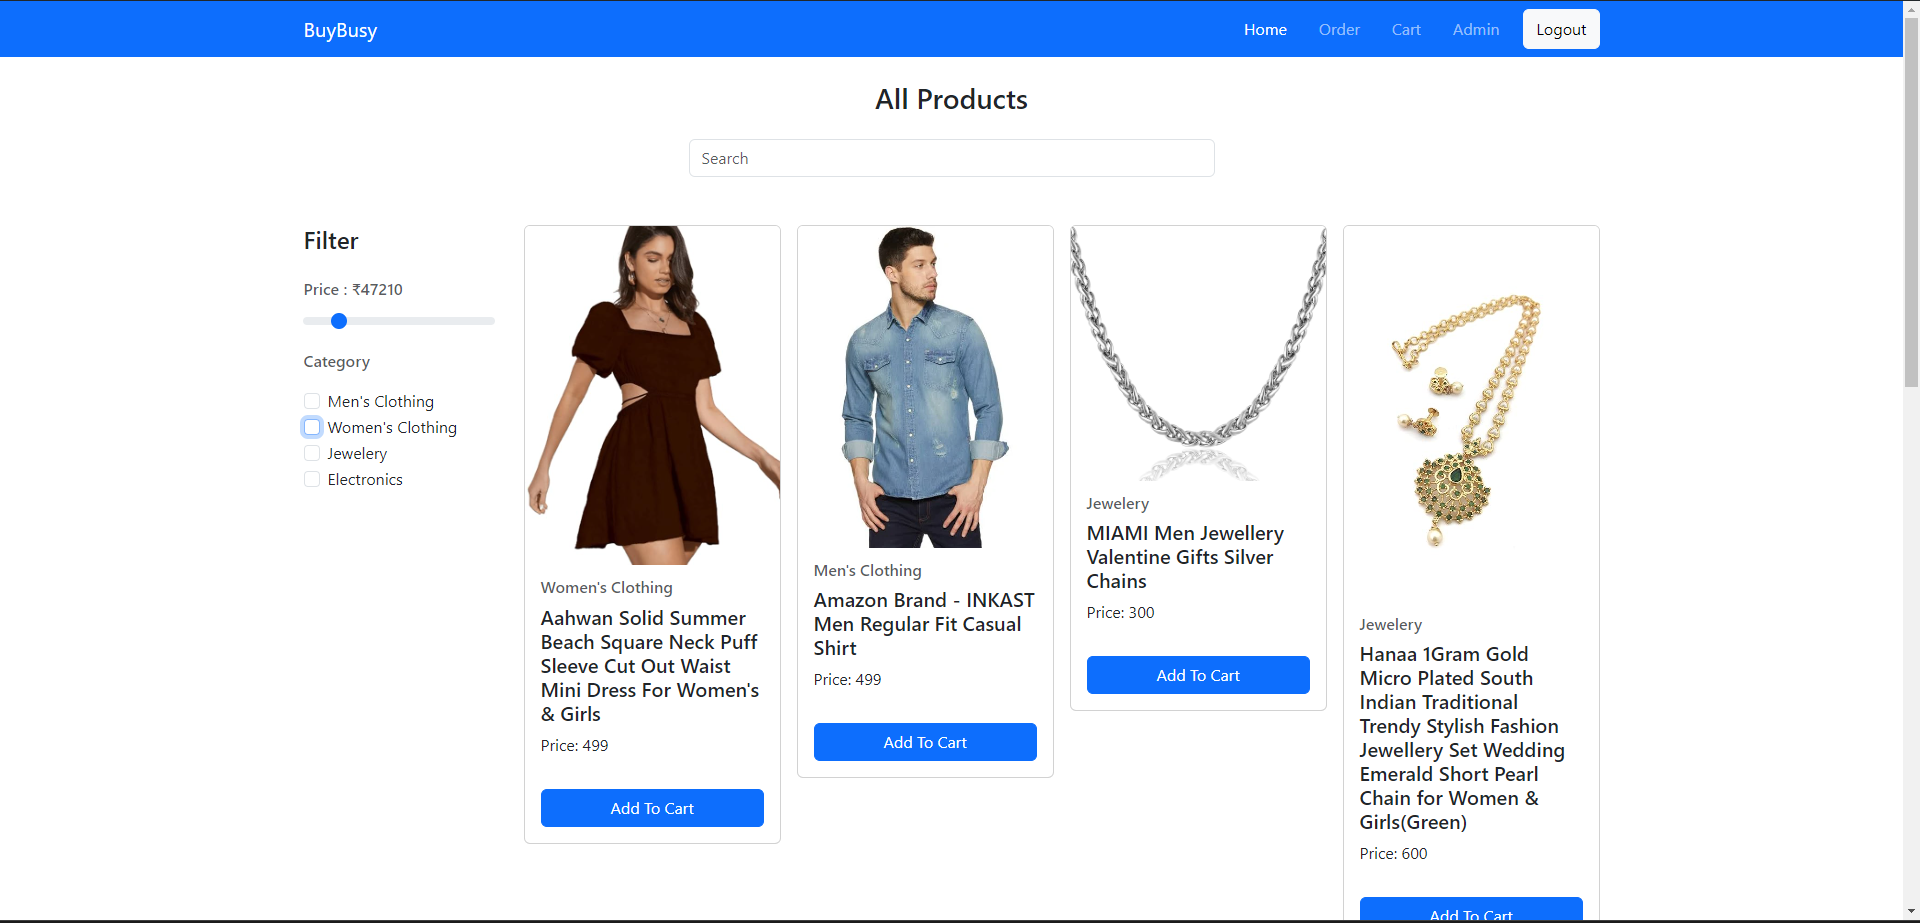 BuyBusy
Home
Order
Cart
Admin
Logout
All Products
Search
Filter
Price : ₹47210
Category
Men's Clothing
Women's Clothing
Jewelery
Electronics
Women's Clothing
Aahwan Solid Summer
Beach Square Neck Puff
Sleeve Cut Out Waist
Mini Dress For Women's
& Girls
Price: 499
Add To Cart
Men's Clothing
Amazon Brand - INKAST
Men Regular Fit Casual
Shirt
Price: 499
Add To Cart
Jewelery
MIAMI Men Jewellery
Valentine Gifts Silver
Chains
Price: 300
Add To Cart
Jewelery
Hanaa 1Gram Gold
Micro Plated South
Indian Traditional
Trendy Stylish Fashion
Jewellery Set Wedding
Emerald Short Pearl
Chain for Women &
Girls(Green)
Price: 600
Add To Cart